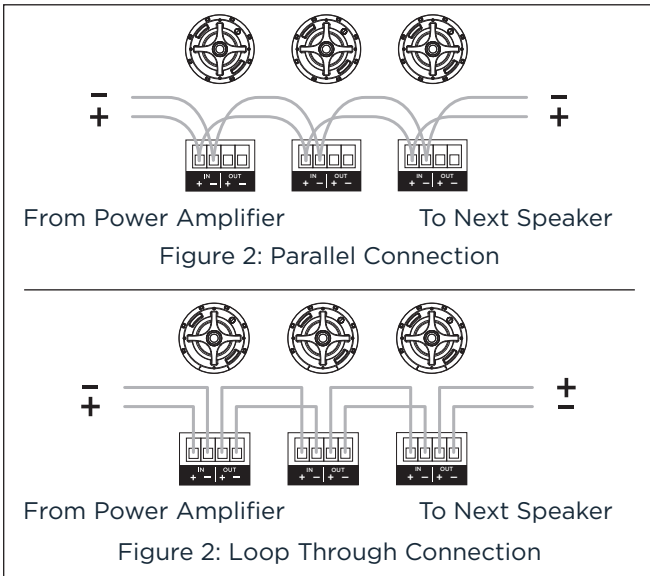 − −
+ +
IN OUT IN OUT IN OUT
+ − + − + − + − + − + −
From Power Amplifier To Next Speaker
Figure 2: Parallel Connection
− +
+ −
IN OUT IN OUT IN OUT
+ − + − + − + − + − + −
From Power Amplifier To Next Speaker
Figure 2: Loop Through Connection